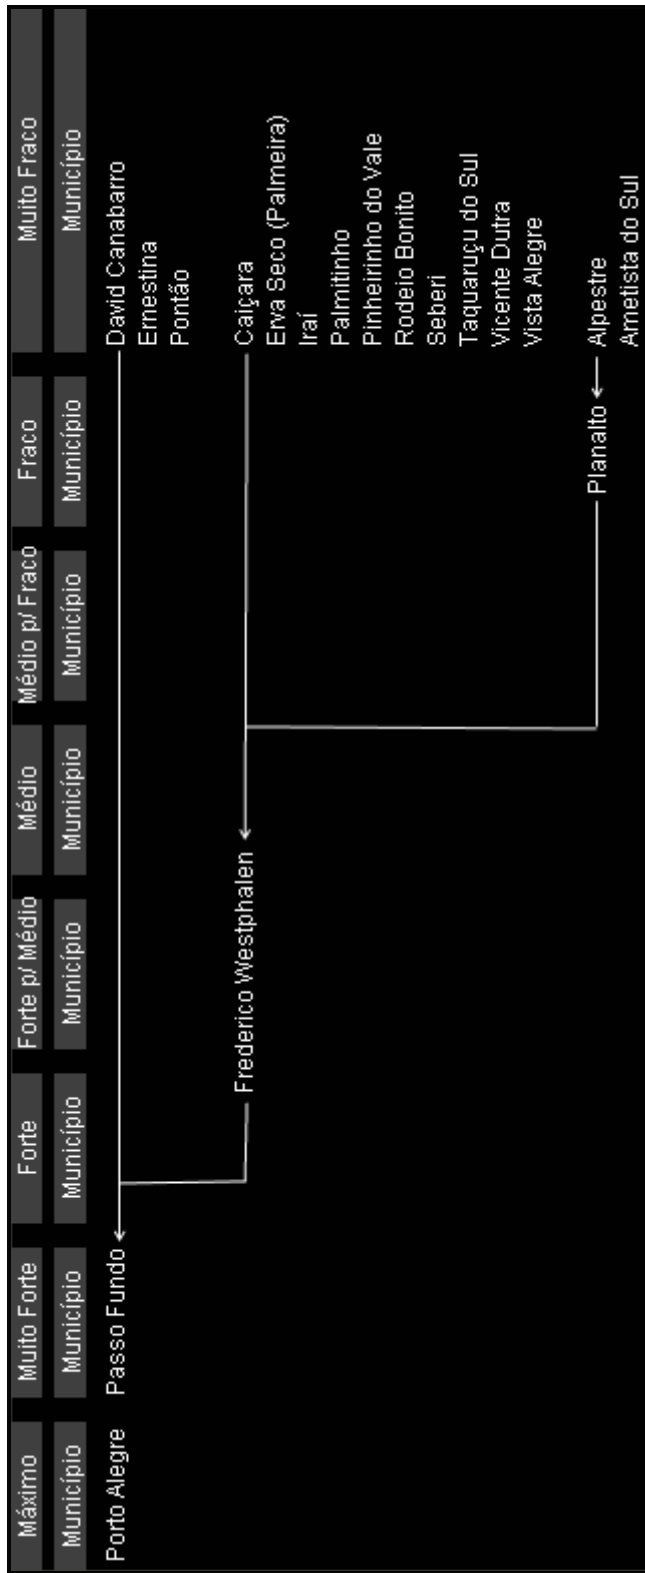 Máximo Muito Forte Forte Forte p/ Médio Médio Médio p/ Fraco Fraco Muito Fraco
Município Município Município Município Município Município Município Município
Porto Alegre Passo Fundo David Canabarro
Ernestina
Pontão
Frederico Westphalen Caiçara
Erva Seco (Palmeira)
Iraí
Palmitinho
Pinheirinho do Vale
Rodeio Bonito
Seberi
Taquaruçu do Sul
Vicente Dutra
Vista Alegre
Planalto Alpestre
Ametista do Sul